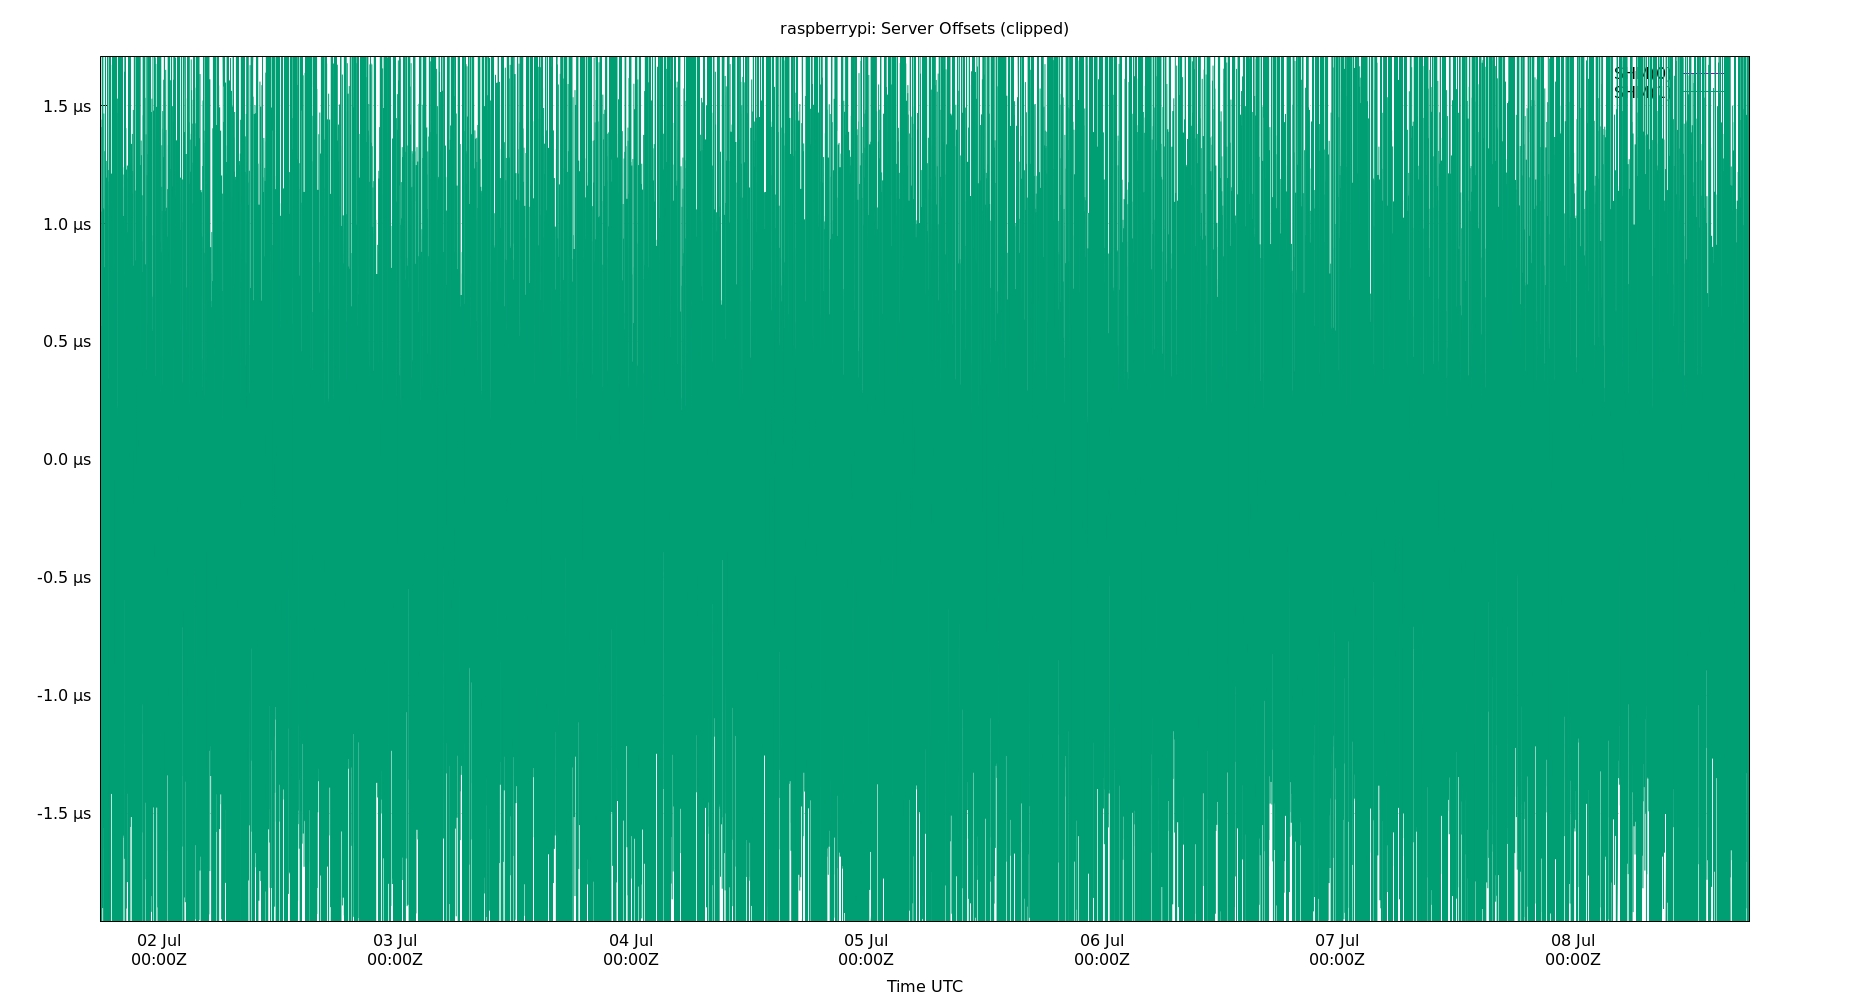 raspberrypi: Server Offsets (clipped)
1.5 µs
1.0 µs
0.5 µs
0.0 µs
-0.5 µs
-1.0 µs
-1.5 µs
02 Jul 03 Jul 04 Jul 05 Jul 06 Jul 07 Jul 08 Jul
00:00Z 00:00Z 00:00Z 00:00Z 00:00Z 00:00Z 00:00Z
Time UTC